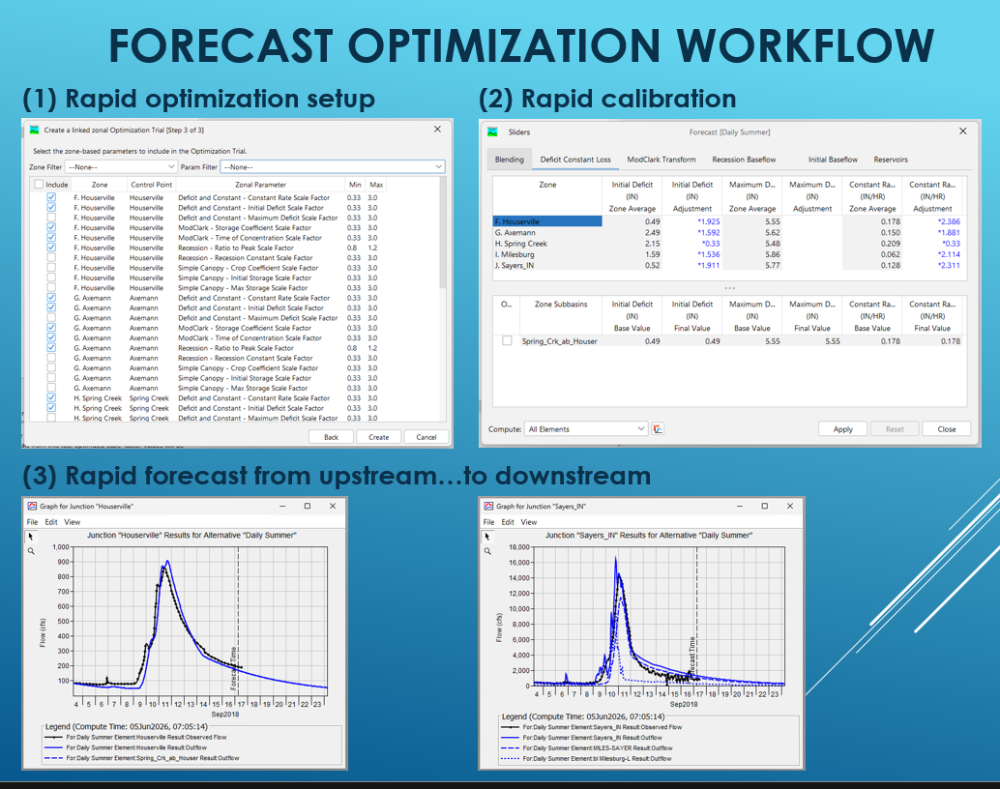 FORECAST OPTIMIZATION WORKFLOW
(1) Rapid optimization setup
Create a linked zonal Optimization Trial [Step 3 of 3]
Select the zone-based parameters to include in the Optimization Trial.
Zone Filter --None-- Param Filter --None--
Include Zone Control Point Zonal Parameter Min Max
F. Houserville Houserville Deficit and Constant - Constant Rate Scale Factor 0.33 3.0
F. Houserville Houserville Deficit and Constant - Initial Deficit Scale Factor 0.33 3.0
F. Houserville Houserville Deficit and Constant - Maximum Deficit Scale Factor 0.33 3.0
F. Houserville Houserville ModClark - Storage Coefficient Scale Factor 0.33 3.0
F. Houserville Houserville ModClark - Time of Concentration Scale Factor 0.33 3.0
F. Houserville Houserville Recession - Ratio to Peak Scale Factor 0.8 1.2
F. Houserville Houserville Recession - Recession Constant Scale Factor 0.33 3.0
F. Houserville Houserville Simple Canopy - Crop Coefficient Scale Factor 0.33 3.0
F. Houserville Houserville Simple Canopy - Initial Storage Scale Factor 0.33 3.0
F. Houserville Houserville Simple Canopy - Max Storage Scale Factor 0.33 3.0
G. Axemann Axemann Deficit and Constant - Constant Rate Scale Factor 0.33 3.0
G. Axemann Axemann Deficit and Constant - Initial Deficit Scale Factor 0.33 3.0
G. Axemann Axemann Deficit and Constant - Maximum Deficit Scale Factor 0.33 3.0
G. Axemann Axemann ModClark - Storage Coefficient Scale Factor 0.33 3.0
G. Axemann Axemann ModClark - Time of Concentration Scale Factor 0.33 3.0
G. Axemann Axemann Recession - Ratio to Peak Scale Factor 0.8 1.2
G. Axemann Axemann Recession - Recession Constant Scale Factor 0.33 3.0
G. Axemann Axemann Simple Canopy - Crop Coefficient Scale Factor 0.33 3.0
G. Axemann Axemann Simple Canopy - Initial Storage Scale Factor 0.33 3.0
G. Axemann Axemann Simple Canopy - Max Storage Scale Factor 0.33 3.0
H. Spring Creek Spring Creek Deficit and Constant - Constant Rate Scale Factor 0.33 3.0
H. Spring Creek Spring Creek Deficit and Constant - Initial Deficit Scale Factor 0.33 3.0
H. Spring Creek Spring Creek Deficit and Constant - Maximum Deficit Scale Factor 0.33 3.0
Back Create Cancel
(2) Rapid calibration
Sliders Forecast [Daily Summer]
Blending Deficit Constant Loss ModClark Transform Recession Baseflow Initial Baseflow Reservoirs
Zone Initial Deficit Initial Deficit Maximum D... Maximum D... Constant Ra... Constant Ra...
(IN) (IN) (IN) (IN) (IN/HR) (IN/HR)
Zone Average Adjustment Zone Average Adjustment Zone Average Adjustment
F. Houserville 0.49 *1.925 5.55 0.178 *2.386
G. Axemann 2.49 *1.592 5.62 0.150 *1.881
H. Spring Creek 2.15 *0.33 5.48 0.209 *0.33
I. Milesburg 1.59 *1.536 5.86 0.062 *2.114
J. Sayers_IN 0.52 *1.911 5.77 0.128 *2.311
O... Zone Subbasins Initial Deficit Initial Deficit Maximum D... Maximum D... Constant Ra... Constant Ra...
(IN) (IN) (IN) (IN) (IN/HR) (IN/HR)
Base Value Final Value Base Value Final Value Base Value Final Value
Spring_Crk_ab_Houser 0.49 0.49 5.55 5.55 0.178 0.178
Compute: All Elements Apply Reset Close
(3) Rapid forecast from upstream...to downstream
Graph for Junction "Houserville"
File Edit View
Junction "Houserville" Results for Alternative "Daily Summer"
1,000
900
800
700
600
500
400
300
200
100
Flow (cfs)
Forecast Time
4 5 6 7 8 9 10 11 12 13 14 15 16 17 18 19 20 21 22 23
Sep2018
Legend (Compute Time: 05Jun2026, 07:05:14)
For:Daily Summer Element:Houserville Result:Observed Flow
For:Daily Summer Element:Houserville Result:Outflow
For:Daily Summer Element:Spring_Crk_ab_Houser Result:Outflow
Graph for Junction "Sayers_IN"
File Edit View
Junction "Sayers_IN" Results for Alternative "Daily Summer"
18,000
16,000
14,000
12,000
10,000
8,000
6,000
4,000
2,000
0
Flow (cfs)
Forecast Time
4 5 6 7 8 9 10 11 12 13 14 15 16 17 18 19 20 21 22 23
Sep2018
Legend (Compute Time: 05Jun2026, 07:05:14)
For:Daily Summer Element:Sayers_IN Result:Observed Flow
For:Daily Summer Element:Sayers_IN Result:Outflow
For:Daily Summer Element:MILES-SAYER Result:Outflow
For:Daily Summer Element:bl Milesburg-L Result:Outflow